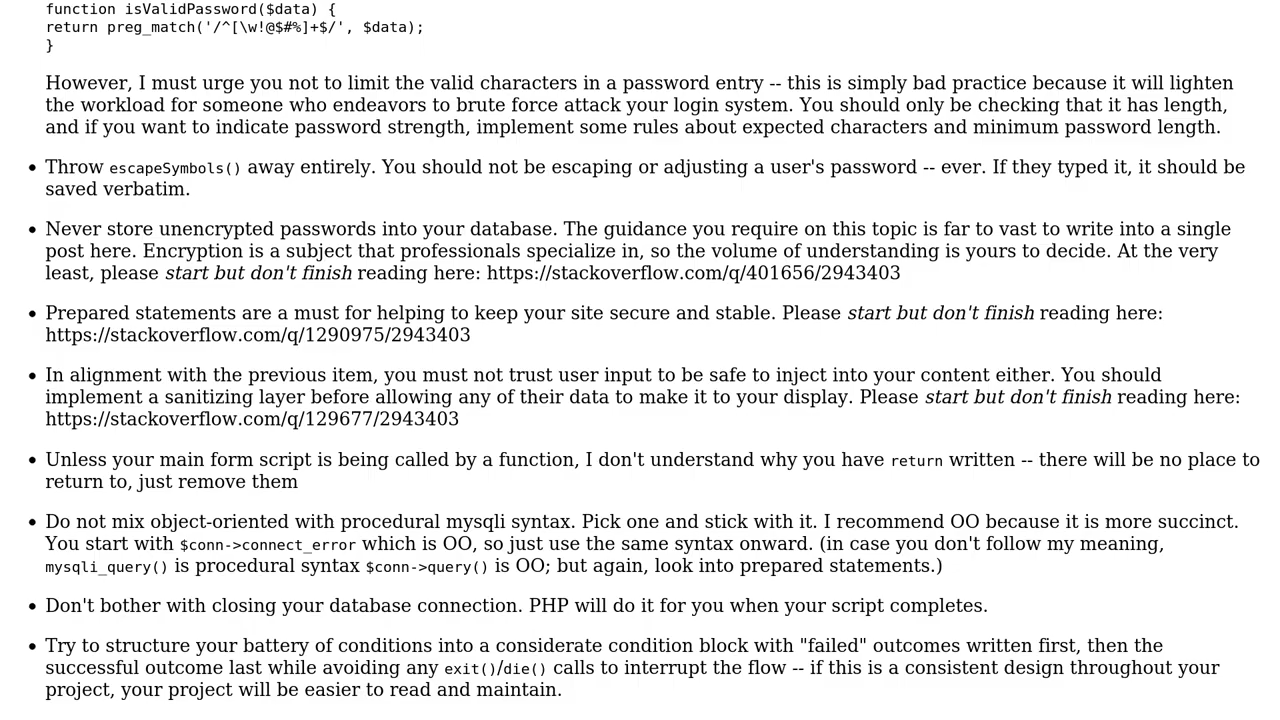 function isValidPassword($data) {
return preg_match('/^[\w!@$#%]+$/', $data);
}
However, I must urge you not to limit the valid characters in a password entry -- this is simply bad practice because it will lighten
the workload for someone who endeavors to brute force attack your login system. You should only be checking that it has length,
and if you want to indicate password strength, implement some rules about expected characters and minimum password length.
• Throw escapeSymbols() away entirely. You should not be escaping or adjusting a user's password -- ever. If they typed it, it should be
saved verbatim.
• Never store unencrypted passwords into your database. The guidance you require on this topic is far to vast to write into a single
post here. Encryption is a subject that professionals specialize in, so the volume of understanding is yours to decide. At the very
least, please start but don't finish reading here: https://stackoverflow.com/q/401656/2943403
• Prepared statements are a must for helping to keep your site secure and stable. Please start but don't finish reading here:
https://stackoverflow.com/q/1290975/2943403
• In alignment with the previous item, you must not trust user input to be safe to inject into your content either. You should
implement a sanitizing layer before allowing any of their data to make it to your display. Please start but don't finish reading here:
https://stackoverflow.com/q/129677/2943403
• Unless your main form script is being called by a function, I don't understand why you have return written -- there will be no place to
return to, just remove them
• Do not mix object-oriented with procedural mysqli syntax. Pick one and stick with it. I recommend OO because it is more succinct.
You start with $conn->connect_error which is OO, so just use the same syntax onward. (in case you don't follow my meaning,
mysqli_query() is procedural syntax $conn->query() is OO; but again, look into prepared statements.)
• Don't bother with closing your database connection. PHP will do it for you when your script completes.
• Try to structure your battery of conditions into a considerate condition block with "failed" outcomes written first, then the
successful outcome last while avoiding any exit()/die() calls to interrupt the flow -- if this is a consistent design throughout your
project, your project will be easier to read and maintain.